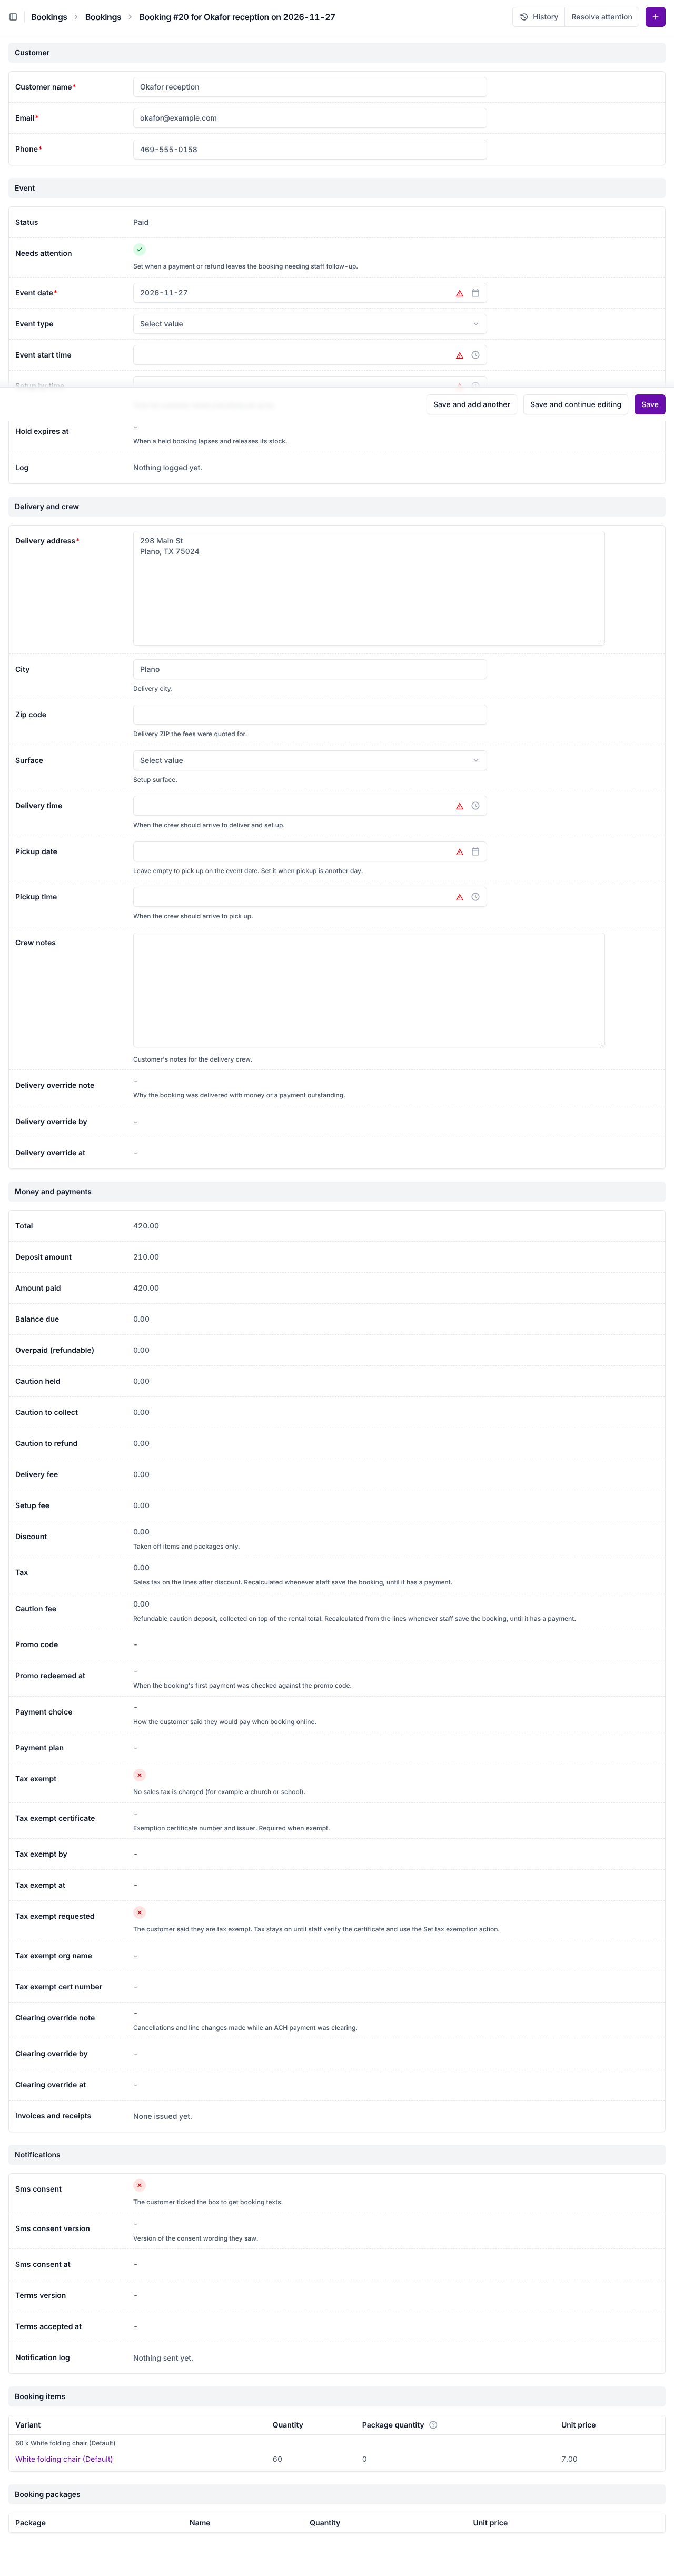 Bookings > Bookings > Booking #20 for Okafor reception on 2026-11-27
History
Resolve attention
+
Customer
Customer name*
Okafor reception
Email*
okafor@example.com
Phone*
469-555-0158
Event
Status
Paid
Needs attention
Set when a payment or refund leaves the booking needing staff follow-up.
Event date*
2026-11-27
Event type
Select value
Event start time
Setup by time
Save and add another
Save and continue editing
Save
Hold expires at
-
When a held booking lapses and releases its stock.
Log
Nothing logged yet.
Delivery and crew
Delivery address*
298 Main St
Plano, TX 75024
City
Plano
Delivery city.
Zip code
Delivery ZIP the fees were quoted for.
Surface
Select value
Setup surface.
Delivery time
When the crew should arrive to deliver and set up.
Pickup date
Leave empty to pick up on the event date. Set it when pickup is another day.
Pickup time
When the crew should arrive to pick up.
Crew notes
Customer's notes for the delivery crew.
Delivery override note
-
Why the booking was delivered with money or a payment outstanding.
Delivery override by
-
Delivery override at
-
Money and payments
Total
420.00
Deposit amount
210.00
Amount paid
420.00
Balance due
0.00
Overpaid (refundable)
0.00
Caution held
0.00
Caution to collect
0.00
Caution to refund
0.00
Delivery fee
0.00
Setup fee
0.00
Discount
0.00
Taken off items and packages only.
Tax
0.00
Sales tax on the lines after discount. Recalculated whenever staff save the booking, until it has a payment.
Caution fee
0.00
Refundable caution deposit, collected on top of the rental total. Recalculated from the lines whenever staff save the booking, until it has a payment.
Promo code
-
Promo redeemed at
-
When the booking's first payment was checked against the promo code.
Payment choice
-
How the customer said they would pay when booking online.
Payment plan
-
Tax exempt
No sales tax is charged (for example a church or school).
Tax exempt certificate
-
Exemption certificate number and issuer. Required when exempt.
Tax exempt by
-
Tax exempt at
-
Tax exempt requested
The customer said they are tax exempt. Tax stays on until staff verify the certificate and use the Set tax exemption action.
Tax exempt org name
-
Tax exempt cert number
-
Clearing override note
-
Cancellations and line changes made while an ACH payment was clearing.
Clearing override by
-
Clearing override at
-
Invoices and receipts
None issued yet.
Notifications
Sms consent
The customer ticked the box to get booking texts.
Sms consent version
-
Version of the consent wording they saw.
Sms consent at
-
Terms version
-
Terms accepted at
-
Notification log
Nothing sent yet.
Booking items
Variant Quantity Package quantity Unit price
60 x White folding chair (Default)
White folding chair (Default) 60 0 7.00
Booking packages
Package Name Quantity Unit price